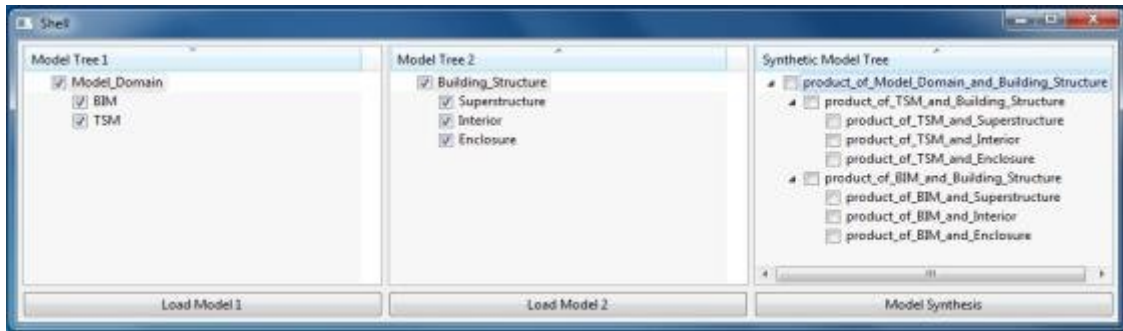 Shell
Model Tree 1
Model_Domain
BIM
TSM
Model Tree 2
Building_Structure
Superstructure
Interior
Enclosure
Synthetic Model Tree
product_of_Model_Domain_and_Building_Structure
product_of_TSM_and_Building_Structure
product_of_TSM_and_Superstructure
product_of_TSM_and_Interior
product_of_TSM_and_Enclosure
product_of_BIM_and_Building_Structure
product_of_BIM_and_Superstructure
product_of_BIM_and_Interior
product_of_BIM_and_Enclosure
Load Model 1
Load Model 2
Model Synthesis